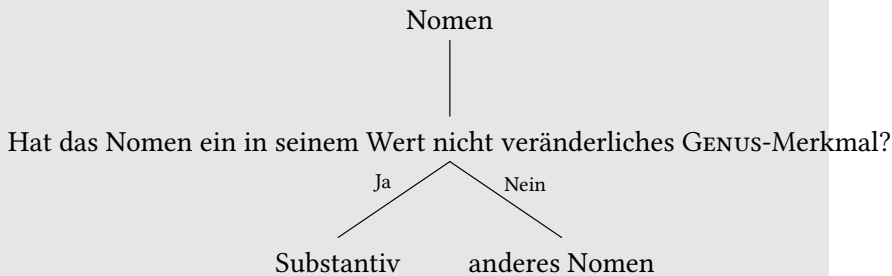 Nomen
Hat das Nomen ein in seinem Wert nicht veränderliches GENUS-Merkmal?
Ja Nein
Substantiv anderes Nomen